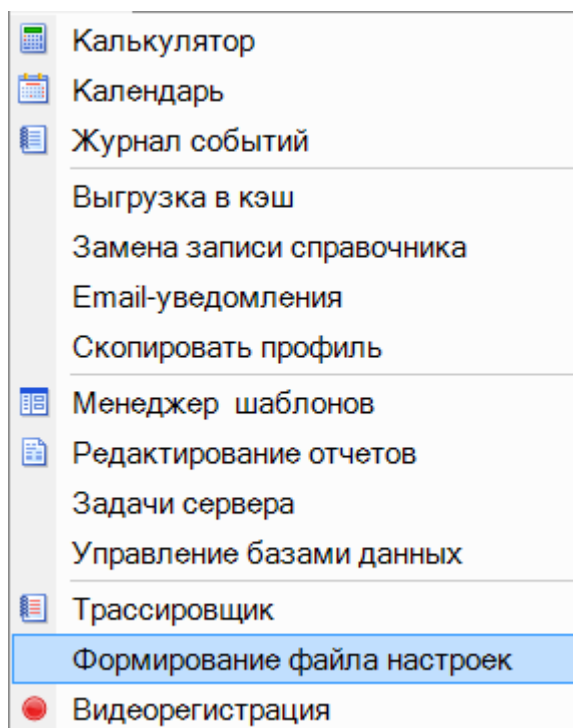 Калькулятор
Календарь
Журнал событий
Выгрузка в кэш
Замена записи справочника
Email-уведомления
Скопировать профиль
Менеджер  шаблонов
Редактирование отчетов
Задачи сервера
Управление базами данных
Трассировщик
Формирование файла настроек
Видеорегистрация